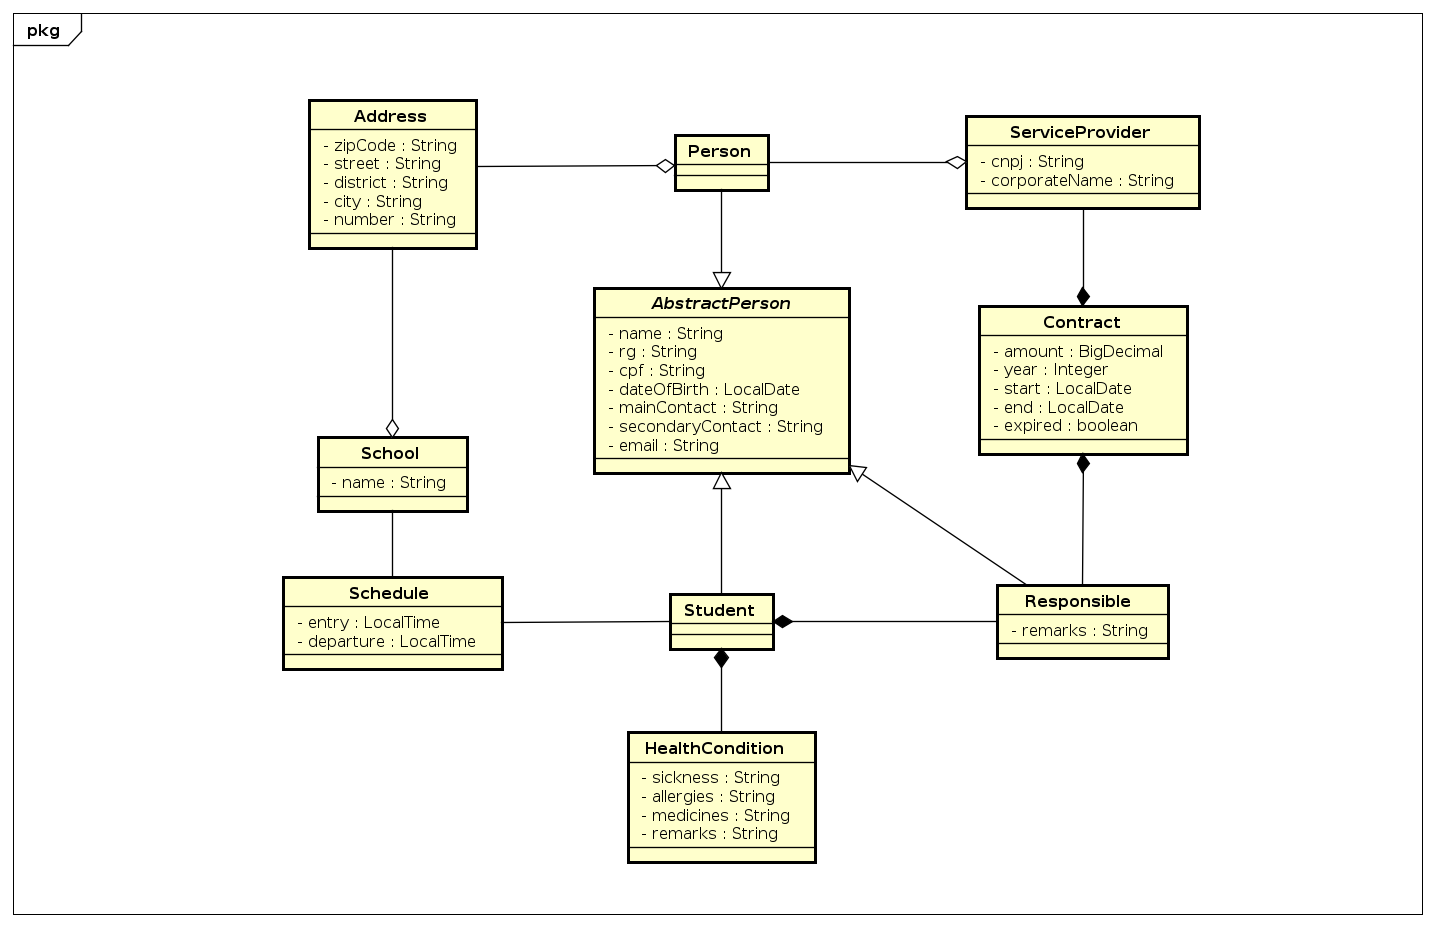 pkg
Address
- zipCode : String
- street : String
- district : String
- city : String
- number : String
Person
ServiceProvider
- cnpj : String
- corporateName : String
AbstractPerson
- name : String
- rg : String
- cpf : String
- dateOfBirth : LocalDate
- mainContact : String
- secondaryContact : String
- email : String
Contract
- amount : BigDecimal
- year : Integer
- start : LocalDate
- end : LocalDate
- expired : boolean
School
- name : String
Schedule
- entry : LocalTime
- departure : LocalTime
Student
Responsible
- remarks : String
HealthCondition
- sickness : String
- allergies : String
- medicines : String
- remarks : String